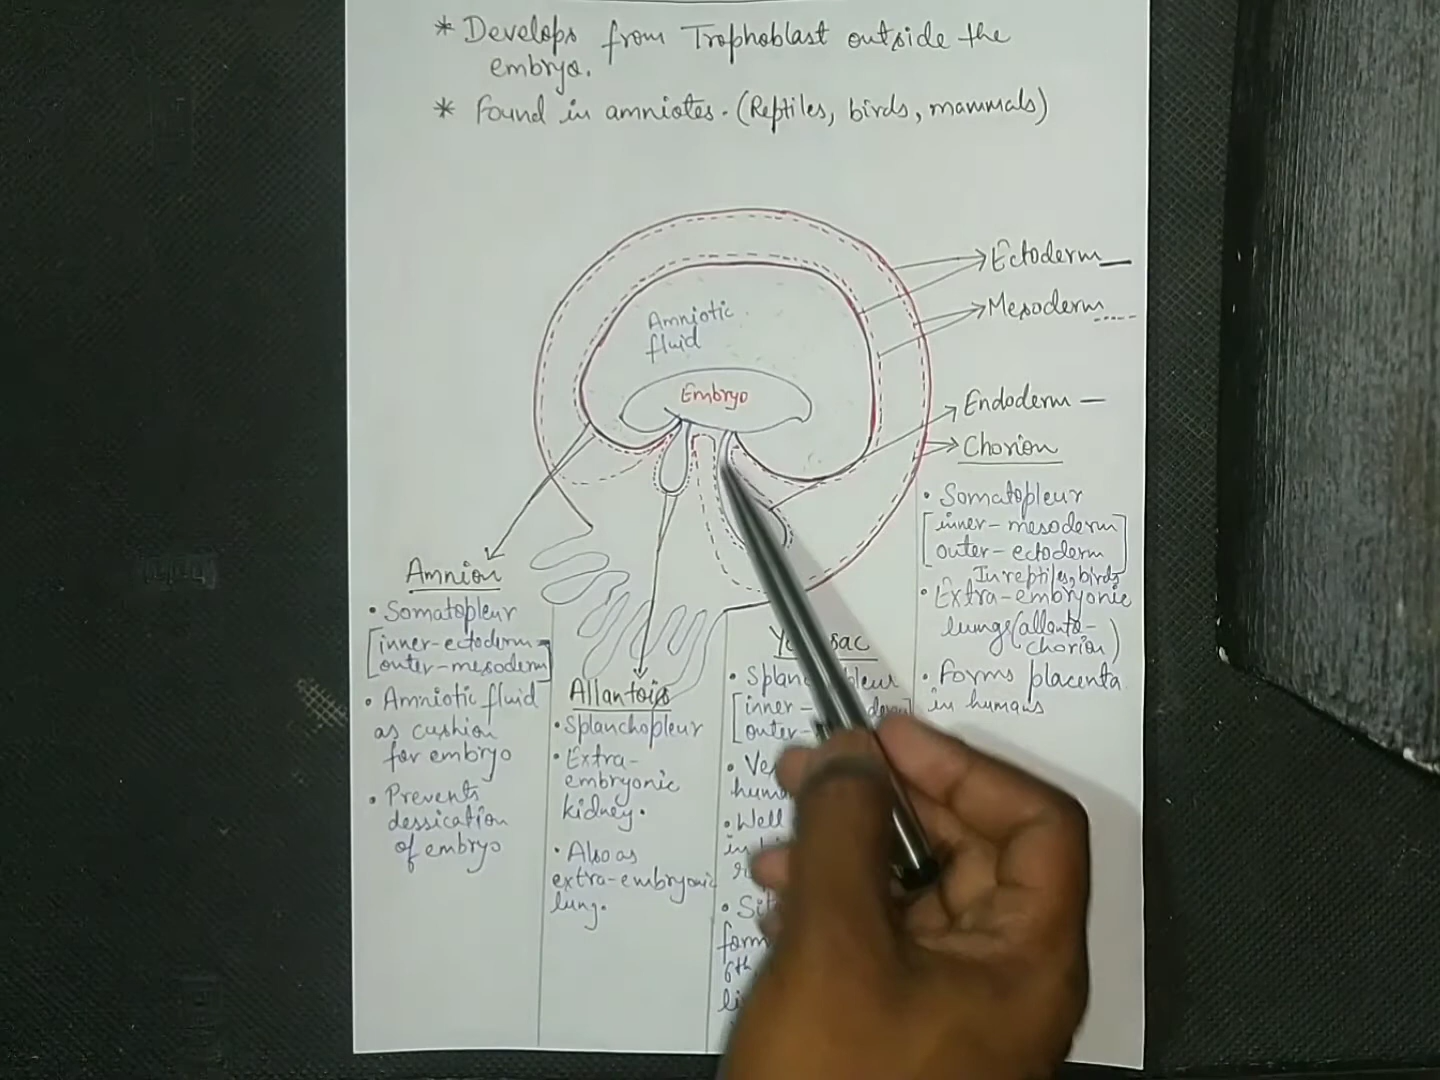 * Develops from Trophoblast outside the
embryo.
* Found in amniotes. (Reptiles, birds, mammals)
Ectoderm
Mesoderm
Amniotic
fluid
Embryo
Endoderm
Chorion
• Somatopleur
[inner-mesoderm
outer-ectoderm]
In reptiles, birds
• Extra-embryonic
lungs (allanto-
chorion)
• Forms placenta
in humans
Amnion
• Somatopleur
[inner-ectoderm
outer-mesoderm]
• Amniotic fluid
as cushion
for embryo
• Prevents
dessication
of embryo
Allantois
• Splanchopleur
• Extra-
embryonic
kidney.
• Also as
extra-embryonic
lung.
sac
[inner-
outer-
• Well
6th